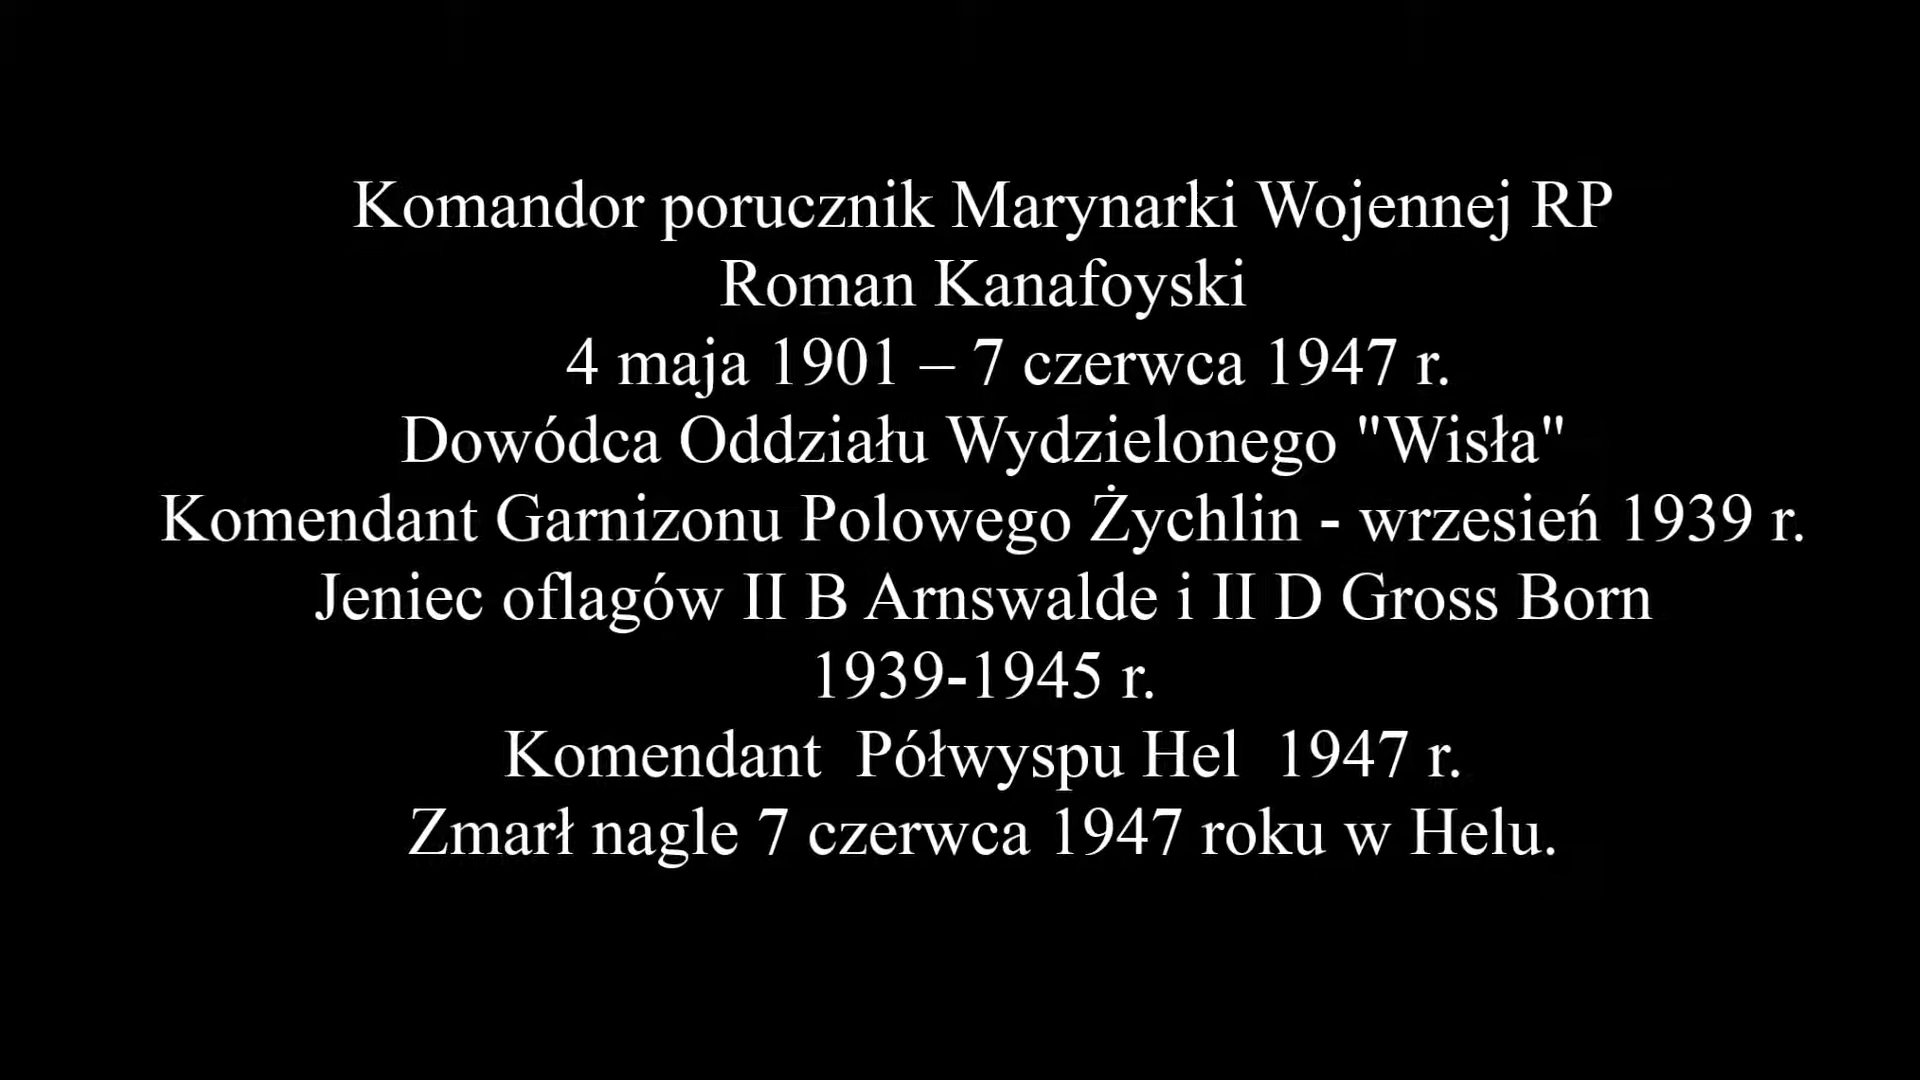 Komandor porucznik Marynarki Wojennej RP
Roman Kanafoyski
4 maja 1901 – 7 czerwca 1947 r.
Dowódca Oddziału Wydzielonego "Wisła"
Komendant Garnizonu Polowego Żychlin - wrzesień 1939 r.
Jeniec oflagów II B Arnswalde i II D Gross Born
1939-1945 r.
Komendant  Półwyspu Hel  1947 r.
Zmarł nagle 7 czerwca 1947 roku w Helu.